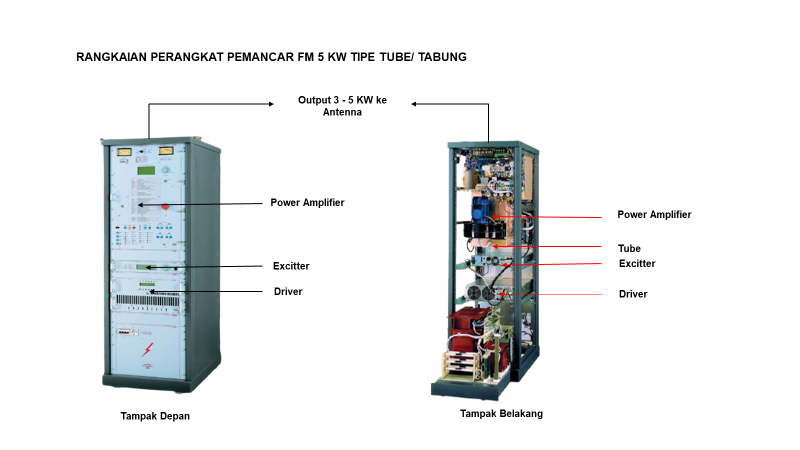 RANGKAIAN PERANGKAT PEMANCAR FM 5 KW TIPE TUBE/ TABUNG
Output 3 - 5 KW ke
Antenna
Power Amplifier
Excitter
Driver
Tampak Depan
Power Amplifier
Tube
Excitter
Driver
Tampak Belakang